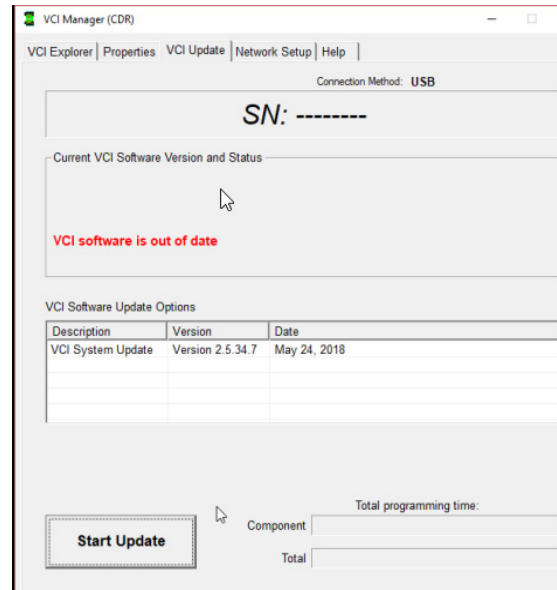 VCI Manager (CDR)
VCI Explorer Properties VCI Update Network Setup Help
Connection Method: USB
SN: --------
Current VCI Software Version and Status
VCI software is out of date
VCI Software Update Options
Description Version Date
VCI System Update Version 2.5.34.7 May 24, 2018
Total programming time:
Start Update
Component
Total